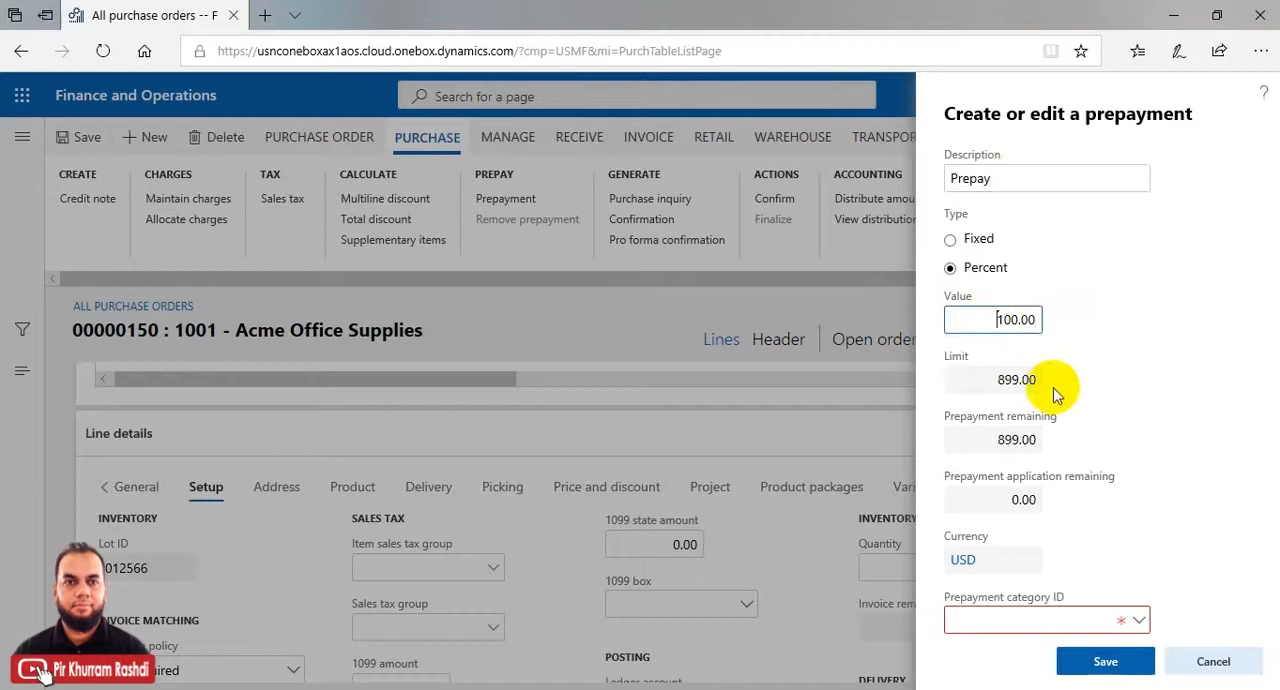 All purchase orders -- F
https://usnconeboxax1aos.cloud.onebox.dynamics.com/?cmp=USMF&mi=PurchTableListPage
Finance and Operations
Search for a page
Save
New
Delete
PURCHASE ORDER
PURCHASE
MANAGE
RECEIVE
INVOICE
RETAIL
WAREHOUSE
TRANSPOR
CREATE
Credit note
CHARGES
Maintain charges
Allocate charges
TAX
Sales tax
CALCULATE
Multiline discount
Total discount
Supplementary items
PREPAY
Prepayment
Remove prepayment
GENERATE
Purchase inquiry
Confirmation
Pro forma confirmation
ACTIONS
Confirm
Finalize
ACCOUNTING
Distribute amou
View distributio
ALL PURCHASE ORDERS
00000150 : 1001 - Acme Office Supplies
Lines
Header
Open order
Line details
General
Setup
Address
Product
Delivery
Picking
Price and discount
Project
Product packages
Vari
INVENTORY
Lot ID
012566
INVOICE MATCHING
policy
ired
SALES TAX
Item sales tax group
Sales tax group
1099 amount
1099 state amount
0.00
1099 box
POSTING
Ledger account
INVENTORY
Quantity
Invoice rem
DELIVERY
Pir Khurram Rashdi
?
Create or edit a prepayment
Description
Prepay
Type
Fixed
Percent
Value
100.00
Limit
899.00
Prepayment remaining
899.00
Prepayment application remaining
0.00
Currency
USD
Prepayment category ID
*
Save
Cancel